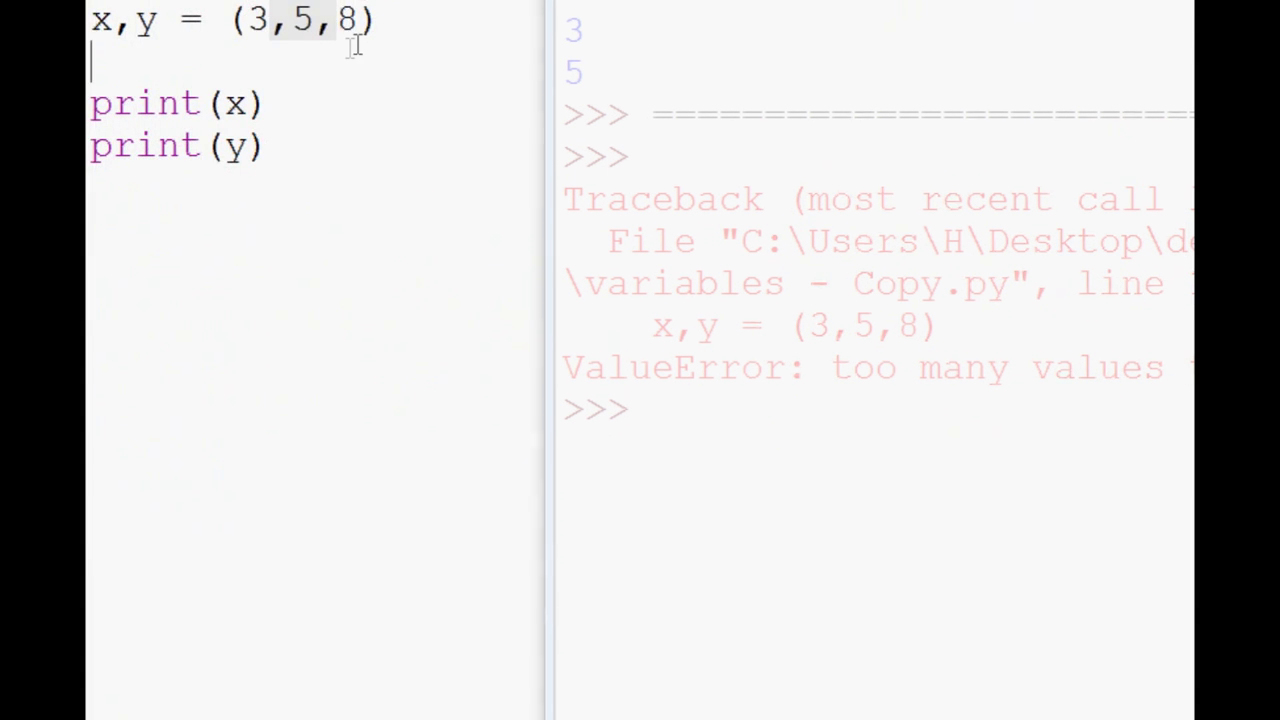 x,y = (3,5,8)
print(x)
print(y)
3
5
>>> =========================
>>>
Traceback (most recent call
File "C:\Users\H\Desktop\de
\variables - Copy.py", line
x,y = (3,5,8)
ValueError: too many values
>>>